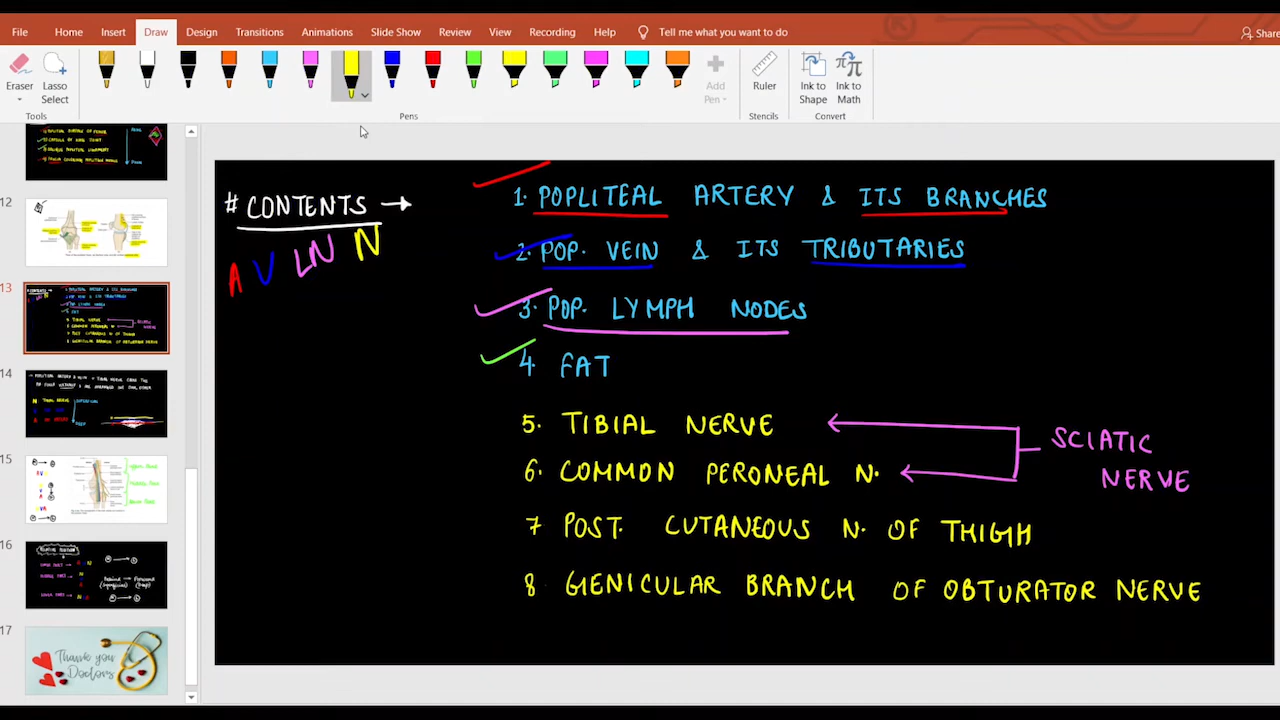 File Home Insert Draw Design Transitions Animations Slide Show Review View Recording Help Tell me what you want to do Share
Eraser Lasso Select Add Pen Ruler Ink to Shape Ink to Math
Tools Pens Stencils Convert
12
13
14
15
16
17
Thank you Doctors
# CONTENTS →
A V LN N
1. POPLITEAL ARTERY & ITS BRANCHES
2. POP. VEIN & ITS TRIBUTARIES
3. POP. LYMPH NODES
4. FAT
5. TIBIAL NERVE
6. COMMON PERONEAL N.
SCIATIC NERVE
7 POST. CUTANEOUS N. OF THIGH
8 GENICULAR BRANCH OF OBTURATOR NERVE